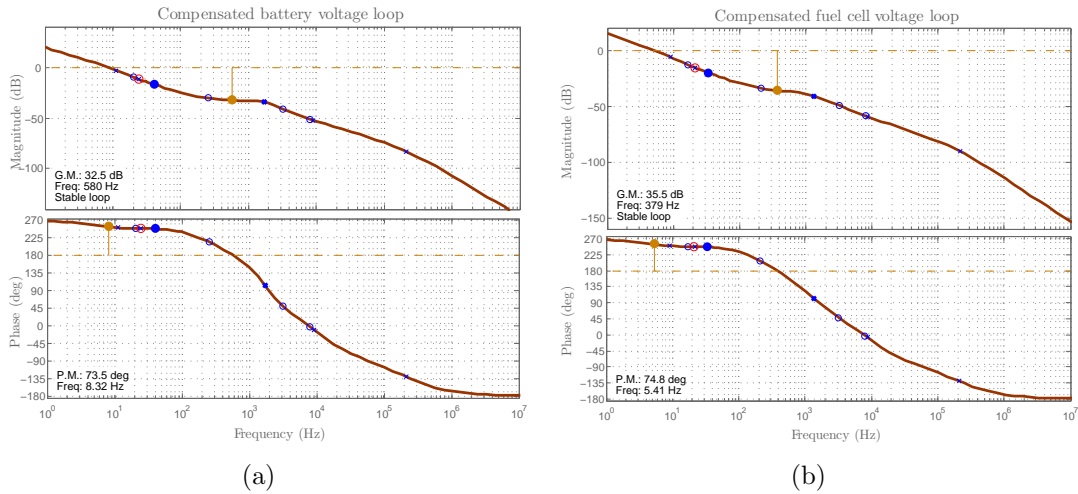 Compensated battery voltage loop
0
−50
−100
Magnitude (dB)
G.M.: 32.5 dB
Freq: 580 Hz
Stable loop
270
225
180
135
90
45
0
−45
−90
−135
−180
Phase (deg)
P.M.: 73.5 deg
Freq: 8.32 Hz
10^0 10^1 10^2 10^3 10^4 10^5 10^6 10^7
Frequency (Hz)
(a)
Compensated fuel cell voltage loop
0
−50
−100
−150
Magnitude (dB)
G.M.: 35.5 dB
Freq: 379 Hz
Stable loop
270
225
180
135
90
45
0
−45
−90
−135
−180
Phase (deg)
P.M.: 74.8 deg
Freq: 5.41 Hz
10^0 10^1 10^2 10^3 10^4 10^5 10^6 10^7
Frequency (Hz)
(b)